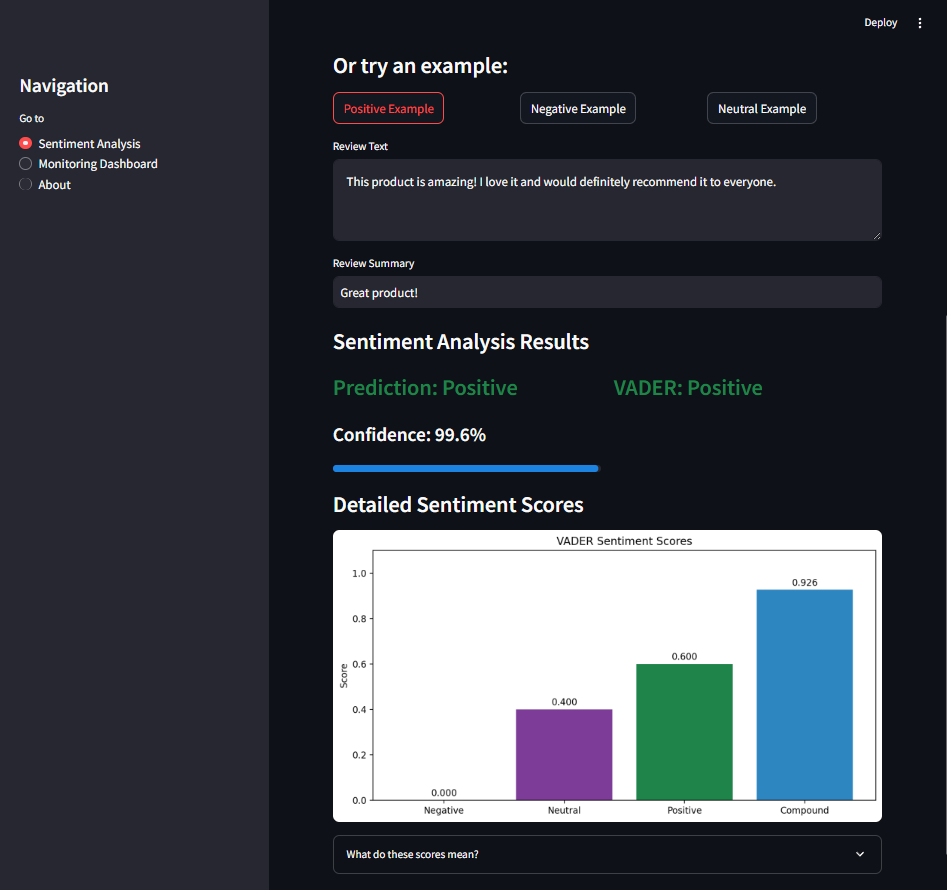 Deploy
Navigation
Go to
Sentiment Analysis
Monitoring Dashboard
About
Or try an example:
Positive Example
Negative Example
Neutral Example
Review Text
This product is amazing! I love it and would definitely recommend it to everyone.
Review Summary
Great product!
Sentiment Analysis Results
Prediction: Positive
VADER: Positive
Confidence: 99.6%
Detailed Sentiment Scores
VADER Sentiment Scores
Score
1.0
0.8
0.6
0.4
0.2
0.0
0.000
0.400
0.600
0.926
Negative
Neutral
Positive
Compound
What do these scores mean?